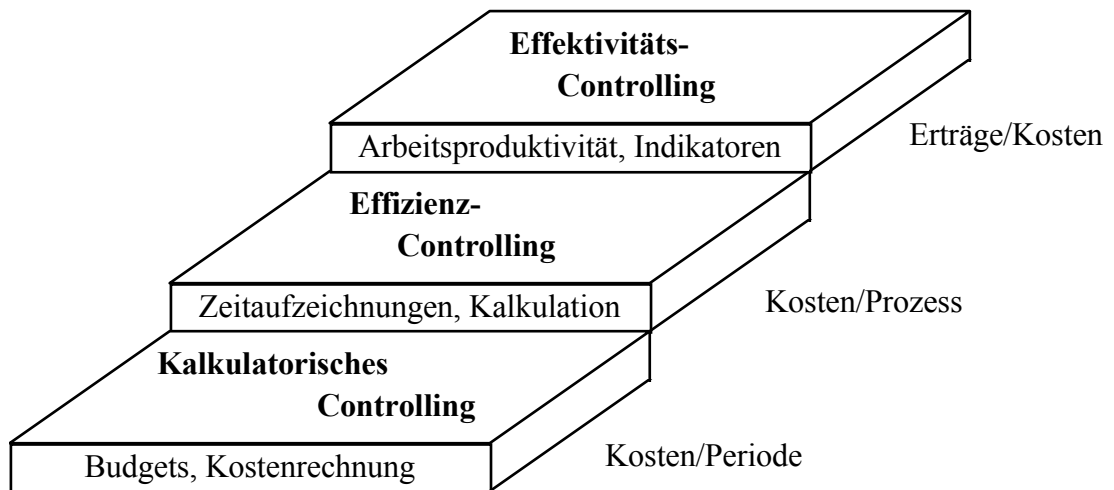 Effektivitäts-
Controlling
Arbeitsproduktivität, Indikatoren
Erträge/Kosten
Effizienz-
Controlling
Zeitaufzeichnungen, Kalkulation
Kosten/Prozess
Kalkulatorisches
Controlling
Budgets, Kostenrechnung
Kosten/Periode